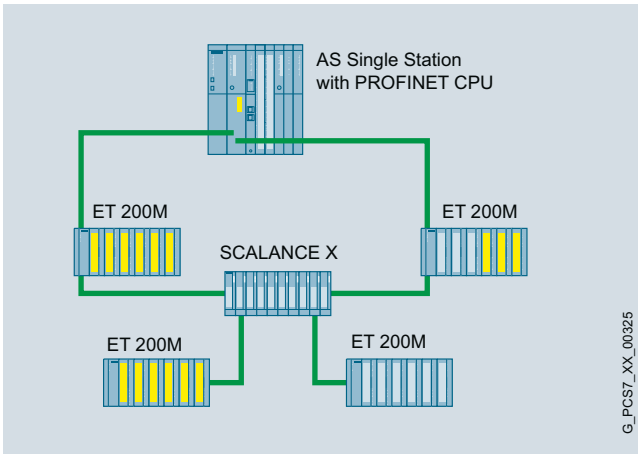 AS Single Station
with PROFINET CPU
ET 200M
ET 200M
SCALANCE X
ET 200M
ET 200M
G_PCS7_XX_00325